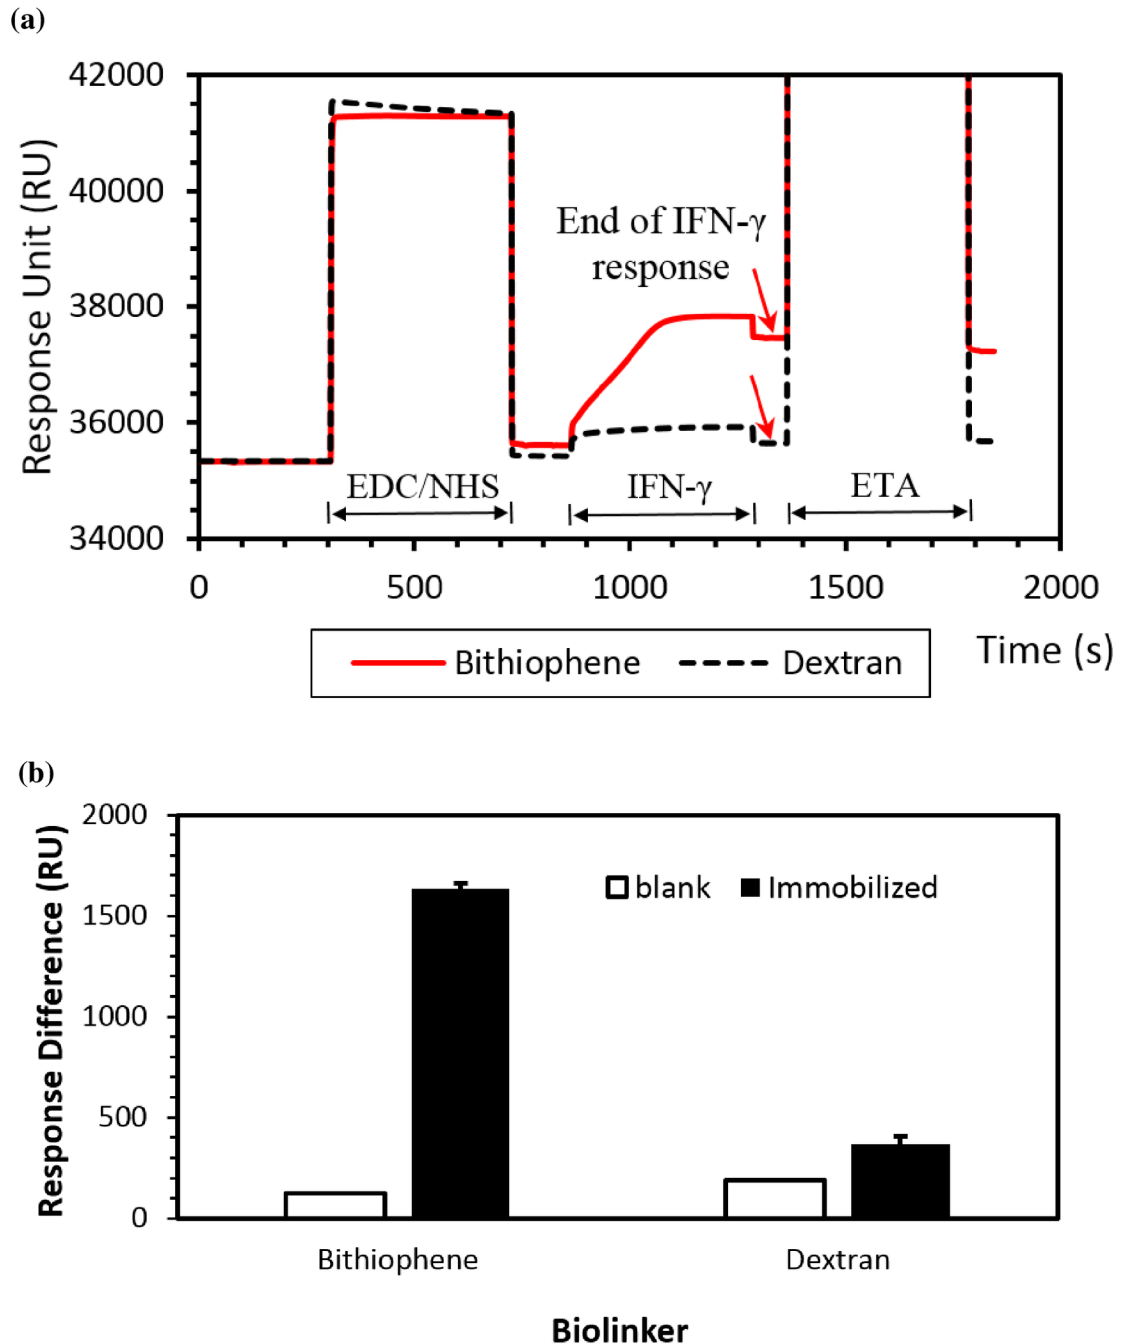 (a)
42000
40000
38000
36000
34000
Response Unit (RU)
End of IFN-γ
response
EDC/NHS
IFN-γ
ETA
0
500
1000
1500
2000
Time (s)
Bithiophene
Dextran
(b)
2000
1500
1000
500
0
Response Difference (RU)
blank
Immobilized
Bithiophene
Dextran
Biolinker